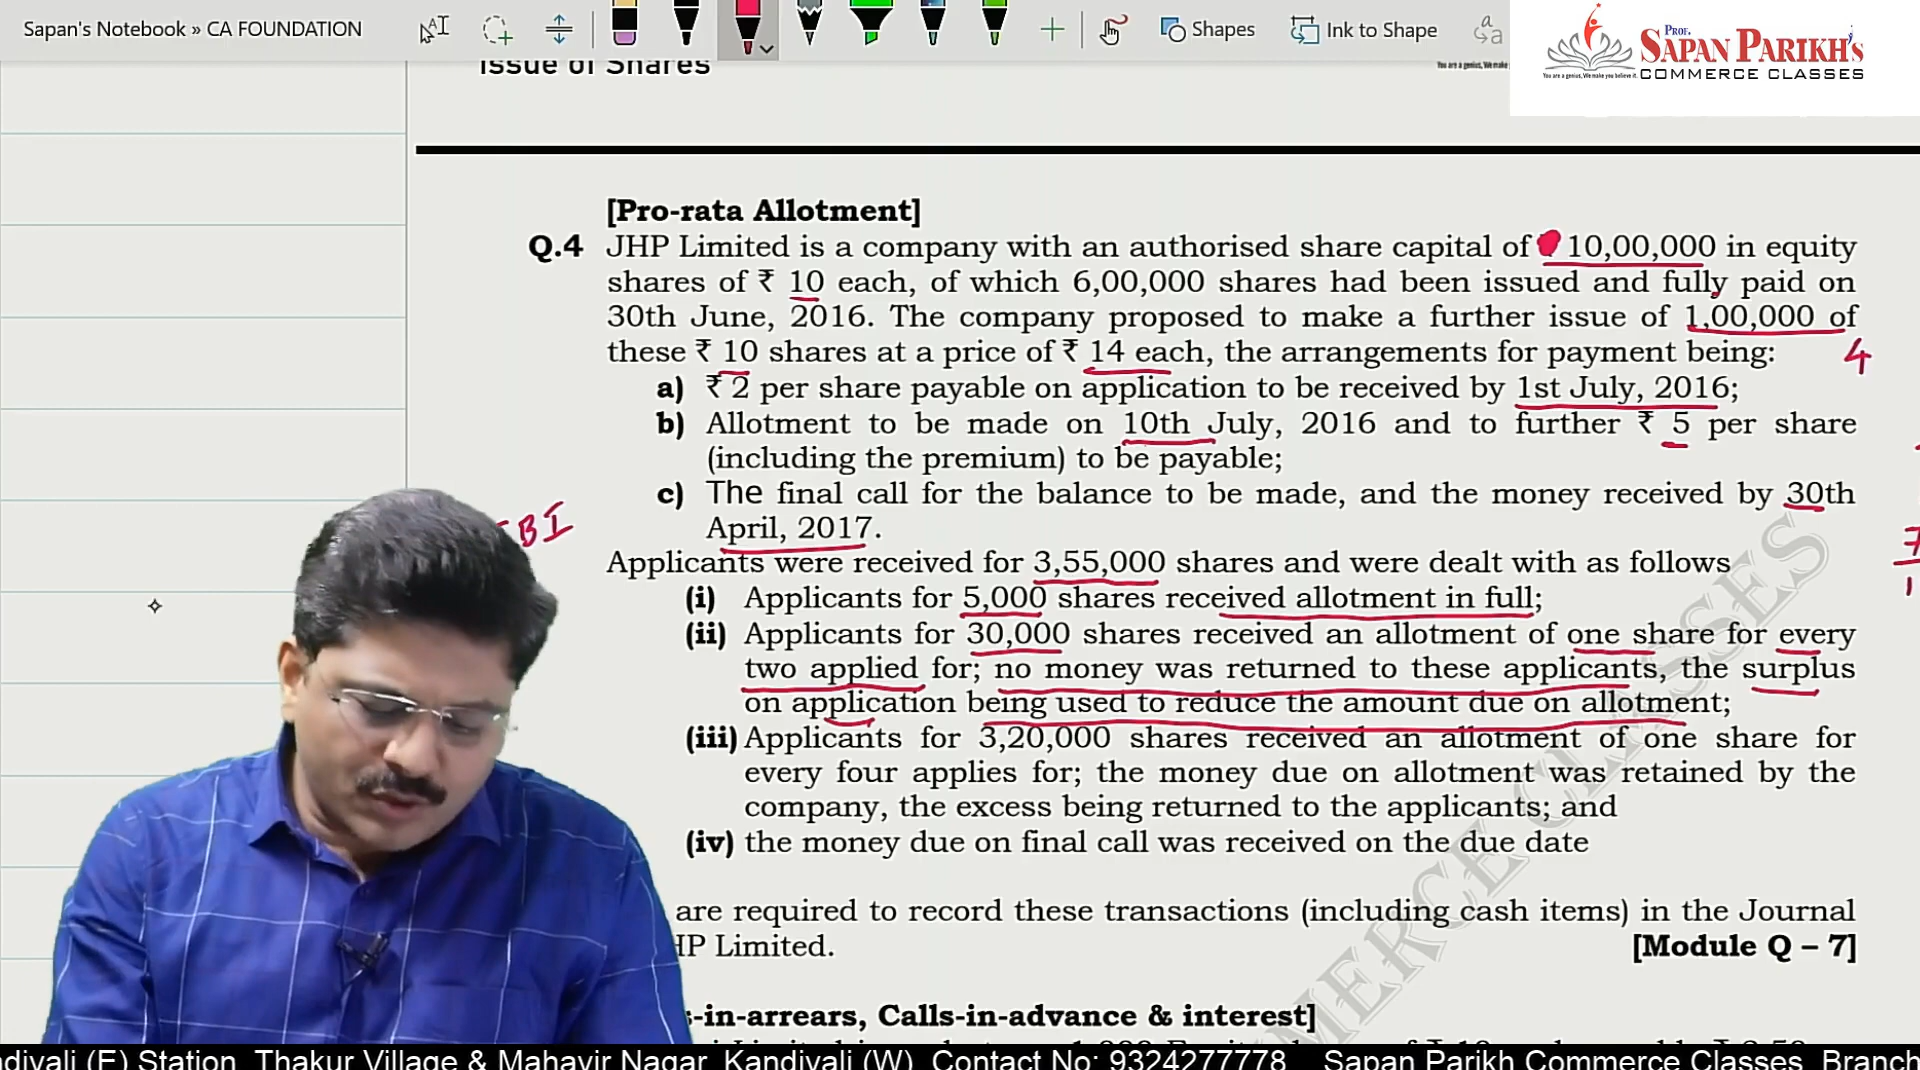 Sapan's Notebook » CA FOUNDATION
Shapes
Ink to Shape
PROF.
SAPAN PARIKH'S
COMMERCE CLASSES
You are a genius, We make you believe it.
Issue of Shares
[Pro-rata Allotment]
Q.4 JHP Limited is a company with an authorised share capital of ₹ 10,00,000 in equity
shares of ₹ 10 each, of which 6,00,000 shares had been issued and fully paid on
30th June, 2016. The company proposed to make a further issue of 1,00,000 of
these ₹ 10 shares at a price of ₹ 14 each, the arrangements for payment being: 4
a) ₹ 2 per share payable on application to be received by 1st July, 2016;
b) Allotment to be made on 10th July, 2016 and to further ₹ 5 per share
(including the premium) to be payable;
c) The final call for the balance to be made, and the money received by 30th
April, 2017.
BI
Applicants were received for 3,55,000 shares and were dealt with as follows
(i) Applicants for 5,000 shares received allotment in full;
(ii) Applicants for 30,000 shares received an allotment of one share for every
two applied for; no money was returned to these applicants, the surplus
on application being used to reduce the amount due on allotment;
(iii) Applicants for 3,20,000 shares received an allotment of one share for
every four applies for; the money due on allotment was retained by the
company, the excess being returned to the applicants; and
(iv) the money due on final call was received on the due date
are required to record these transactions (including cash items) in the Journal
HP Limited. [Module Q – 7]
MERCE CLASSES
s-in-arrears, Calls-in-advance & interest]
ndivali (E) Station, Thakur Village & Mahavir Nagar, Kandivali (W). Contact No: 9324277778 Sapan Parikh Commerce Classes, Branch